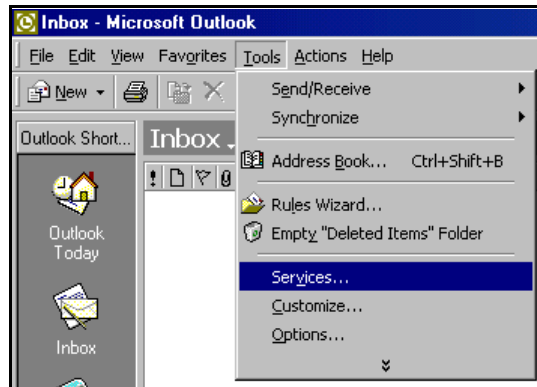 Inbox - Microsoft Outlook
File Edit View Favorites Tools Actions Help
New
Send/Receive
Synchronize
Outlook Short...
Inbox
Address Book... Ctrl+Shift+B
Rules Wizard...
Outlook Today
Empty "Deleted Items" Folder
Services...
Customize...
Options...
Inbox